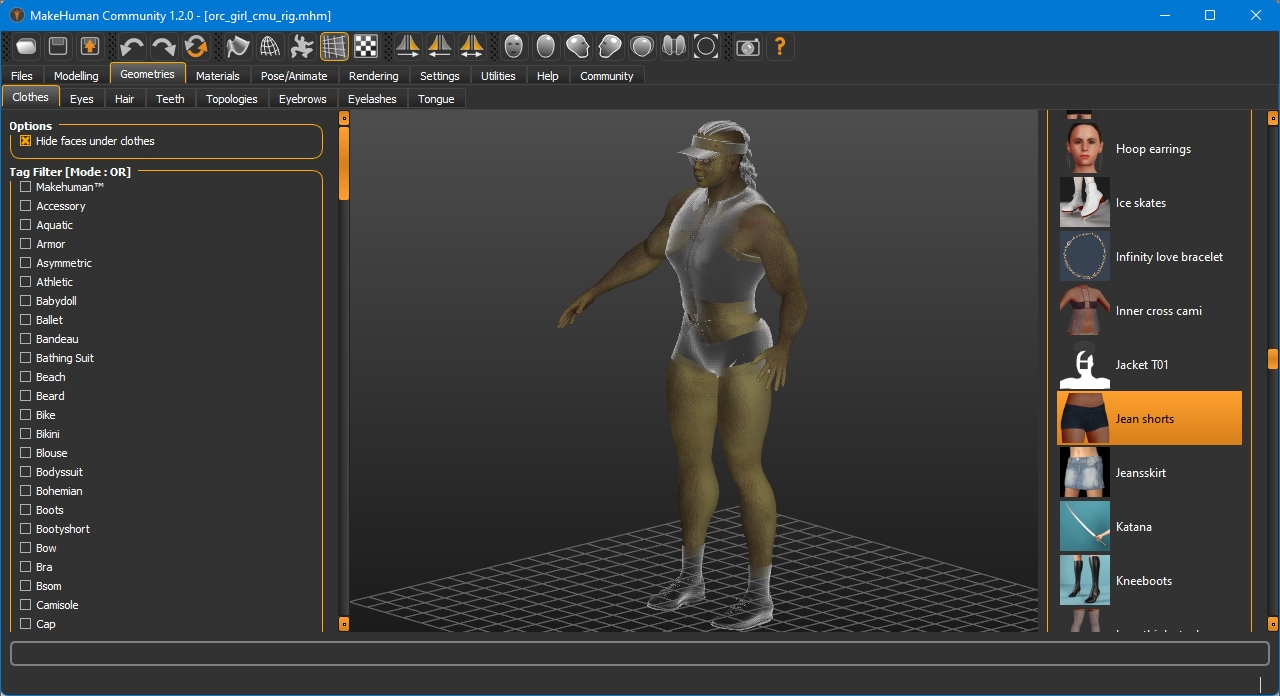 MakeHuman Community 1.2.0 - [orc_girl_cmu_rig.mhm]
?
Files Modelling Geometries Materials Pose/Animate Rendering Settings Utilities Help Community
Clothes Eyes Hair Teeth Topologies Eyebrows Eyelashes Tongue
Options
Hide faces under clothes
Tag Filter [Mode : OR]
Makehuman™
Accessory
Aquatic
Armor
Asymmetric
Athletic
Babydoll
Ballet
Bandeau
Bathing Suit
Beach
Beard
Bike
Bikini
Blouse
Bodyssuit
Bohemian
Boots
Bootyshort
Bow
Bra
Bsom
Camisole
Cap
Hoop earrings
Ice skates
Infinity love bracelet
Inner cross cami
Jacket T01
Jean shorts
Jeansskirt
Katana
Kneeboots